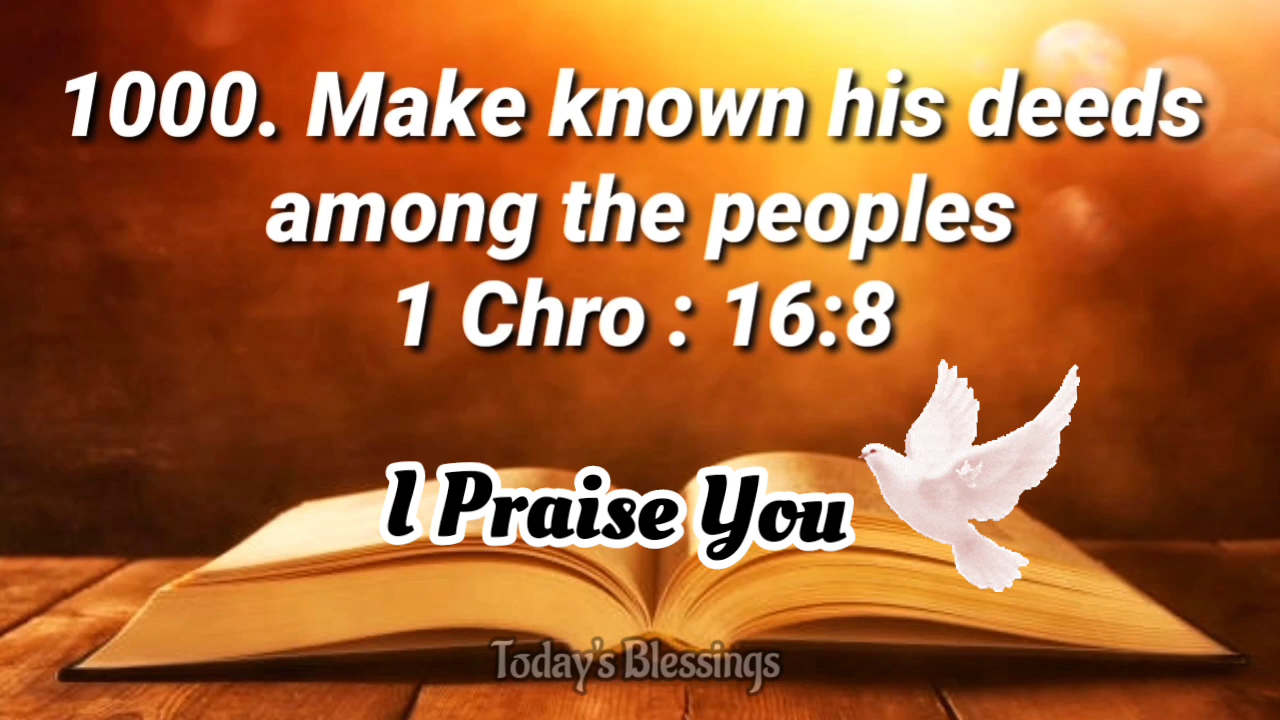 1000. Make known his deeds
among the peoples
1 Chro : 16:8
I Praise You
Today's Blessings